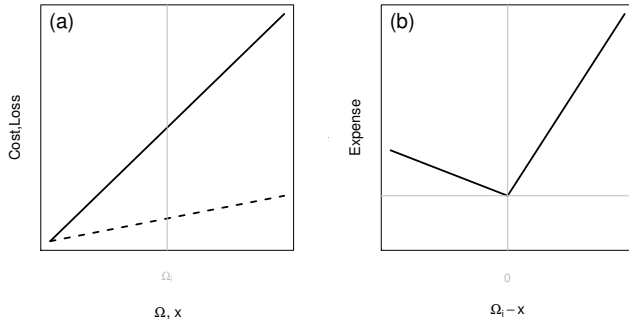 (a)
Cost,Loss
Ωi
Ω, x
(b)
Expense
0
Ωi − x